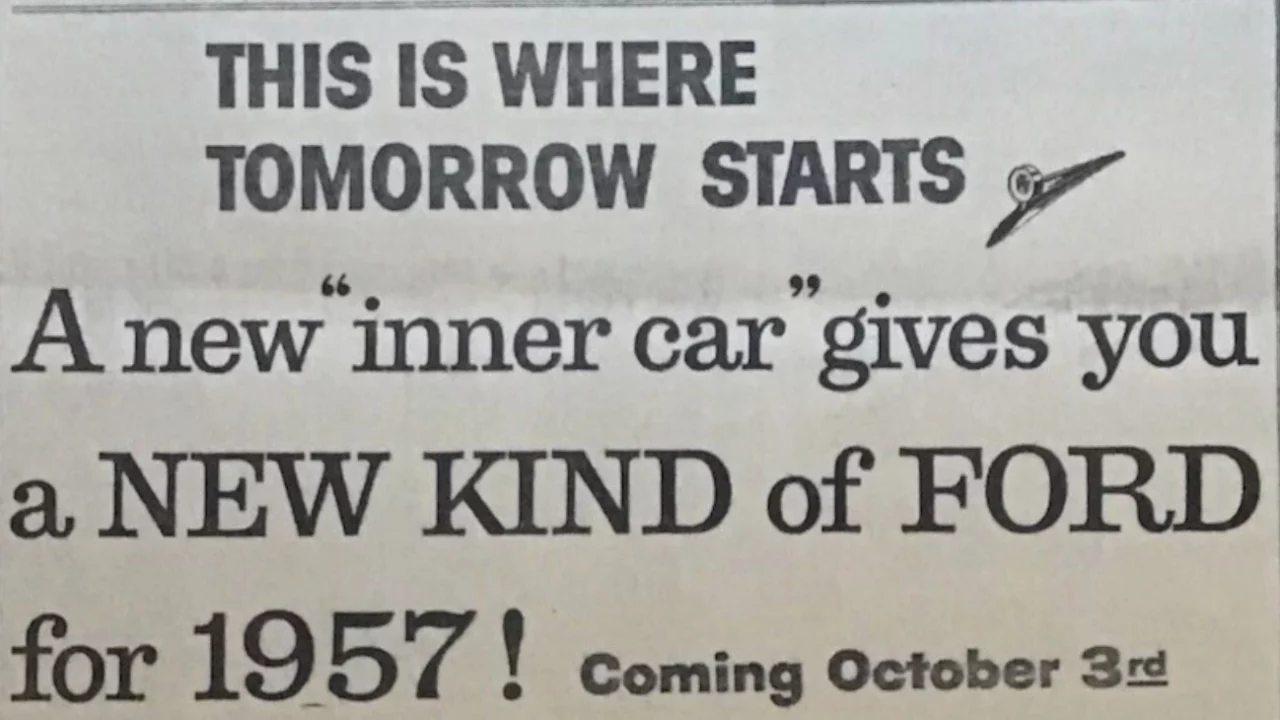 THIS IS WHERE
TOMORROW STARTS
A new “inner car” gives you
a NEW KIND of FORD
for 1957! Coming October 3rd